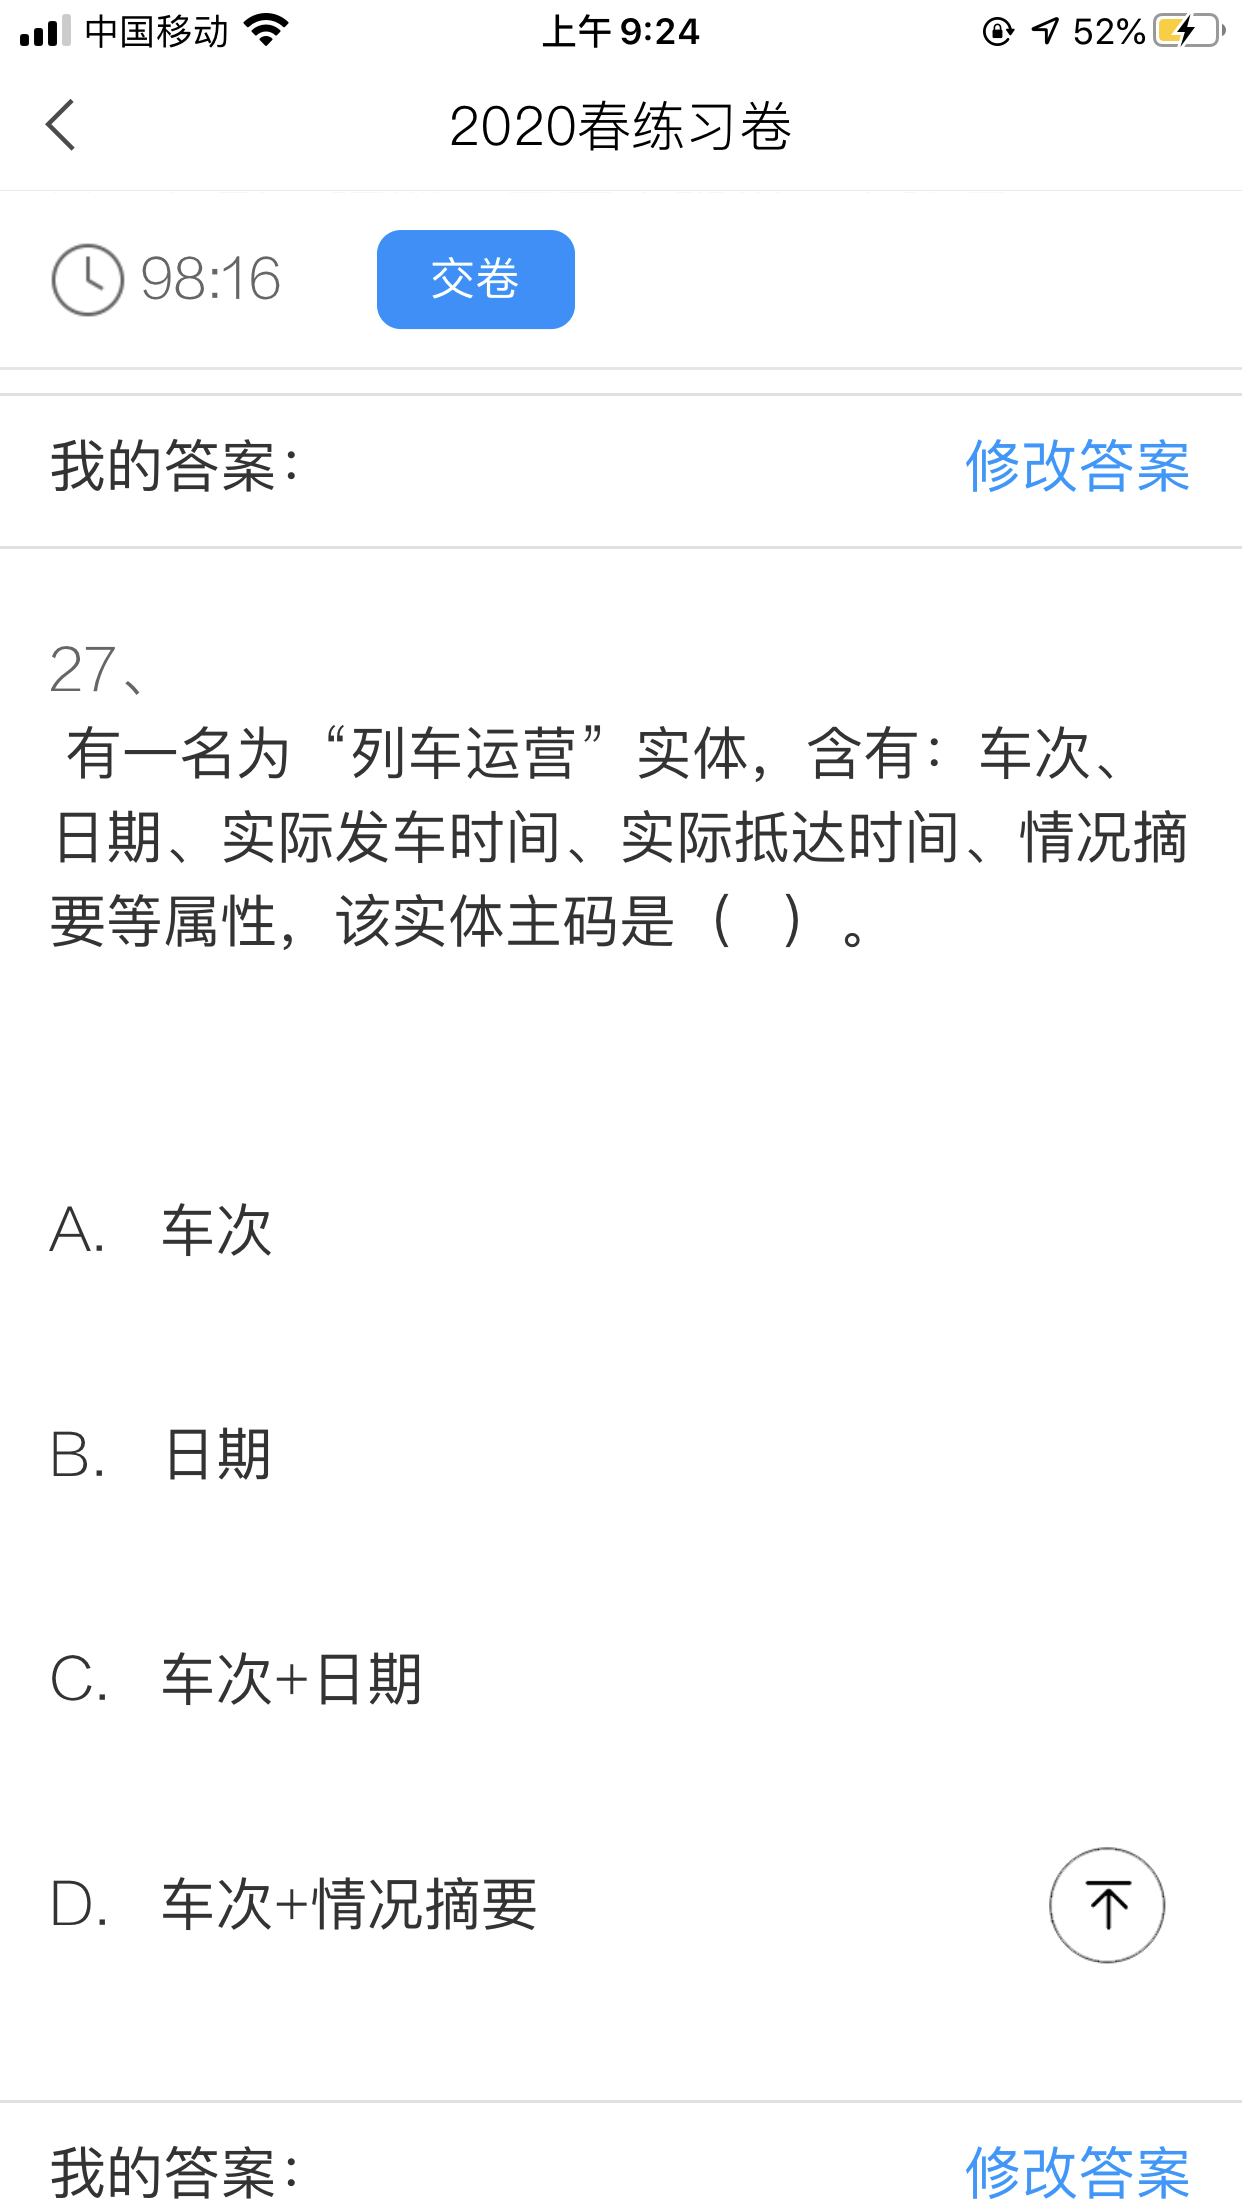 中国移动
上午 9:24
52%
2020春练习卷
98:16
交卷
我的答案：
修改答案
27、
有一名为“列车运营”实体，含有：车次、
日期、实际发车时间、实际抵达时间、情况摘
要等属性，该实体主码是（ ）。
A. 车次
B. 日期
C. 车次+日期
D. 车次+情况摘要
我的答案：
修改答案